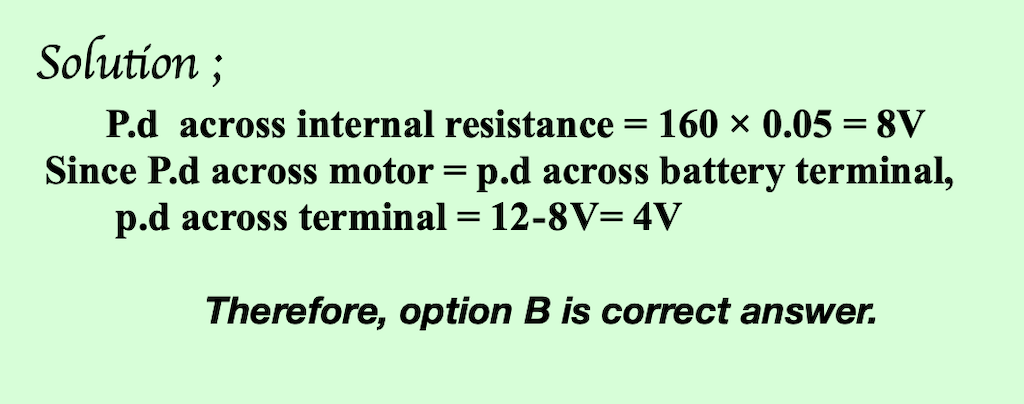 Solution ;
P.d across internal resistance = 160 × 0.05 = 8V
Since P.d across motor = p.d across battery terminal,
p.d across terminal = 12-8V= 4V
Therefore, option B is correct answer.